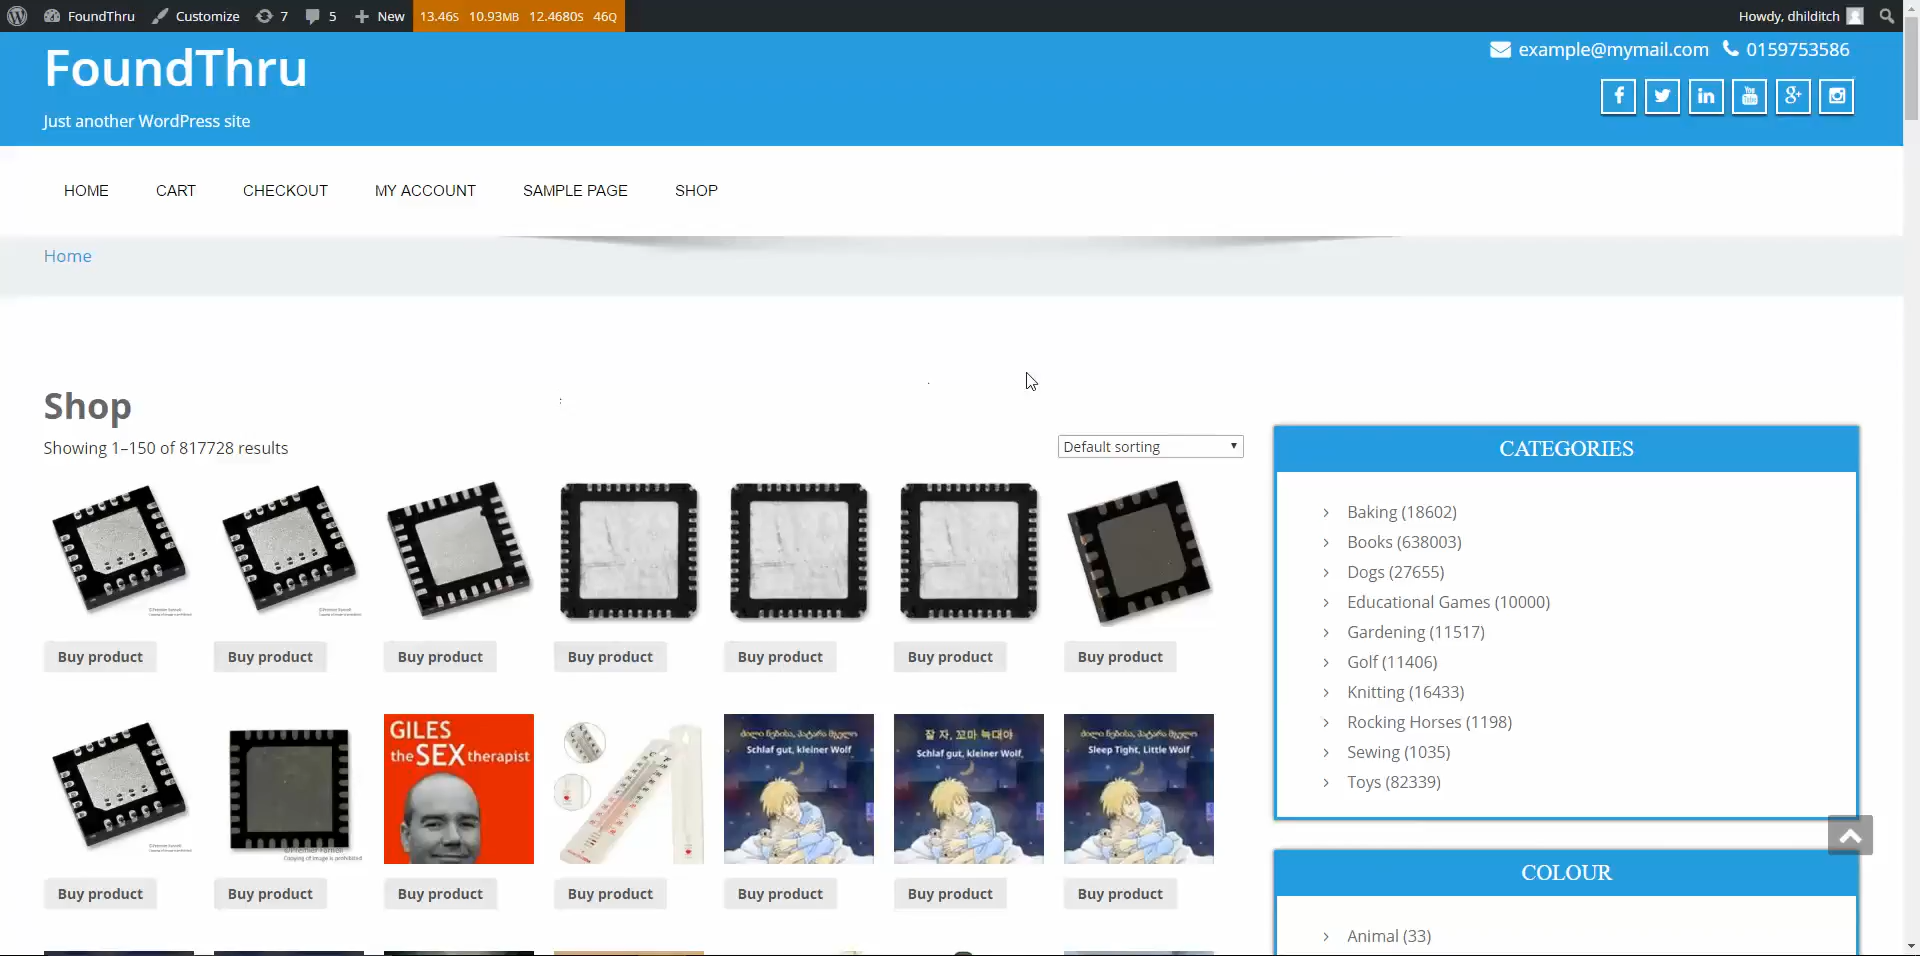 FoundThru
Customize
7
5
New
13.46S 10.93MB 12.4680S 46Q
Howdy, dhilditch
FoundThru
Just another WordPress site
example@mymail.com
0159753586
HOME
CART
CHECKOUT
MY ACCOUNT
SAMPLE PAGE
SHOP
Home
Shop
Showing 1–150 of 817728 results
Default sorting
Buy product
Buy product
Buy product
Buy product
Buy product
Buy product
Buy product
GILES
the SEX therapist
Schlaf gut, kleiner Wolf
잘 자, 꼬마 늑대야
Schlaf gut, kleiner Wolf
Sleep Tight, Little Wolf
Buy product
Buy product
Buy product
Buy product
Buy product
Buy product
Buy product
CATEGORIES
Baking (18602)
Books (638003)
Dogs (27655)
Educational Games (10000)
Gardening (11517)
Golf (11406)
Knitting (16433)
Rocking Horses (1198)
Sewing (1035)
Toys (82339)
COLOUR
Animal (33)